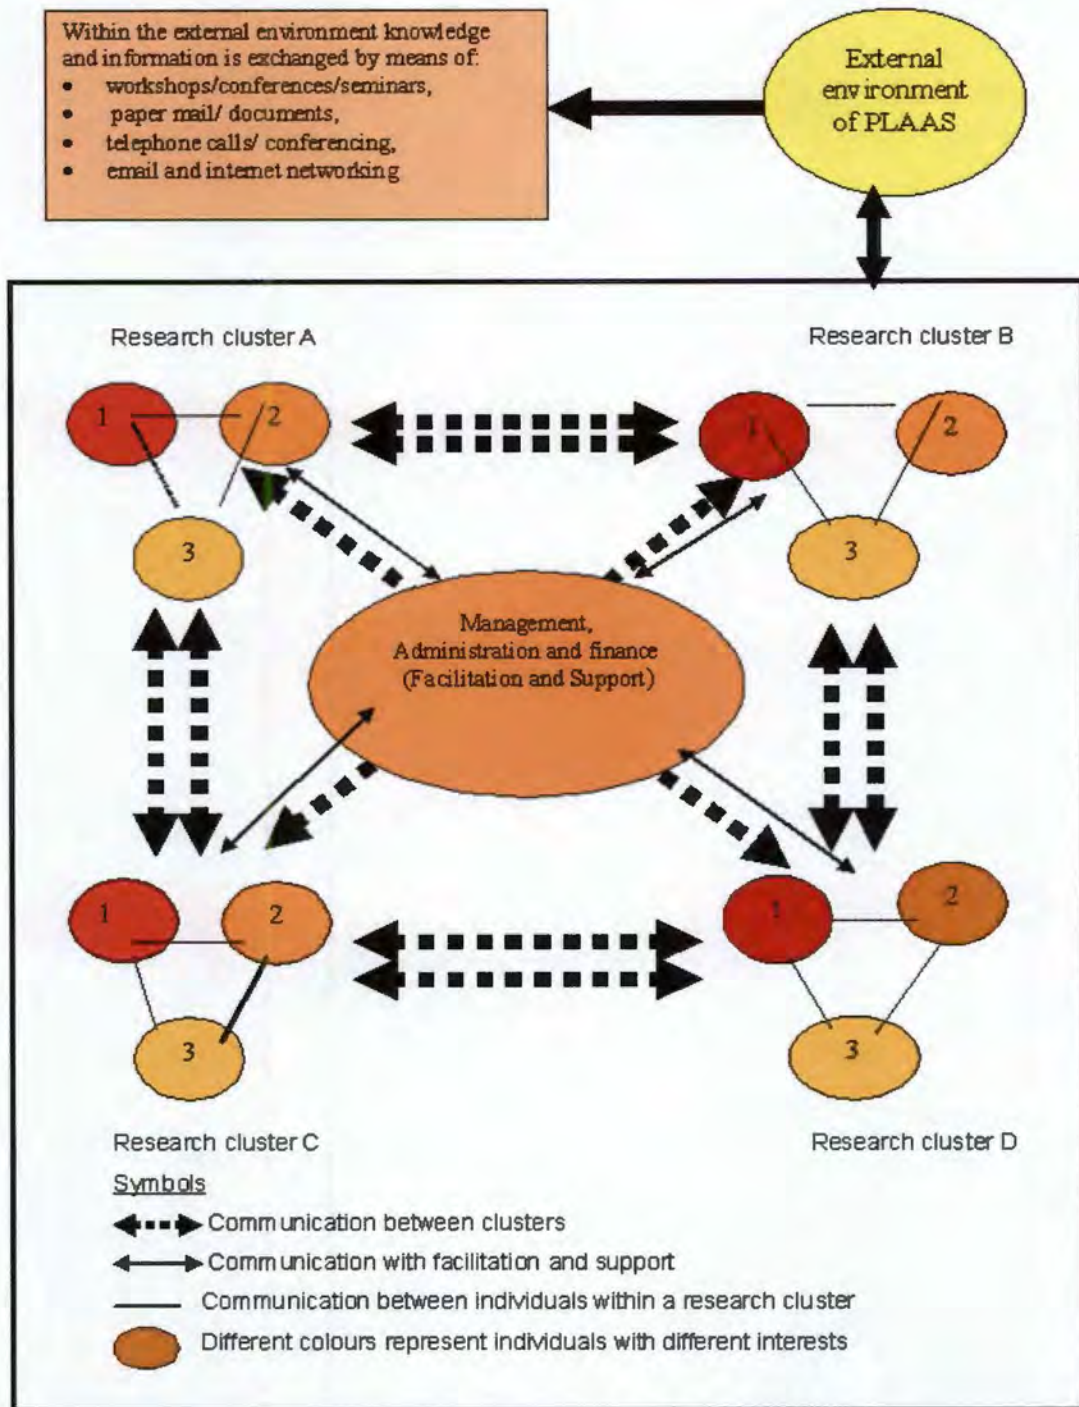 Within the external environment knowledge
and information is exchanged by means of:
• workshops/conferences/seminars,
• paper mail/ documents,
• telephone calls/ conferencing,
• email and internet networking
External
environment
of PLAAS
Research cluster A
Research cluster B
1
2
3
1
2
3
Management,
Administration and finance
(Facilitation and Support)
1
2
3
1
2
3
Research cluster C
Research cluster D
Symbols
Communication between clusters
Communication with facilitation and support
Communication between individuals within a research cluster
Different colours represent individuals with different interests